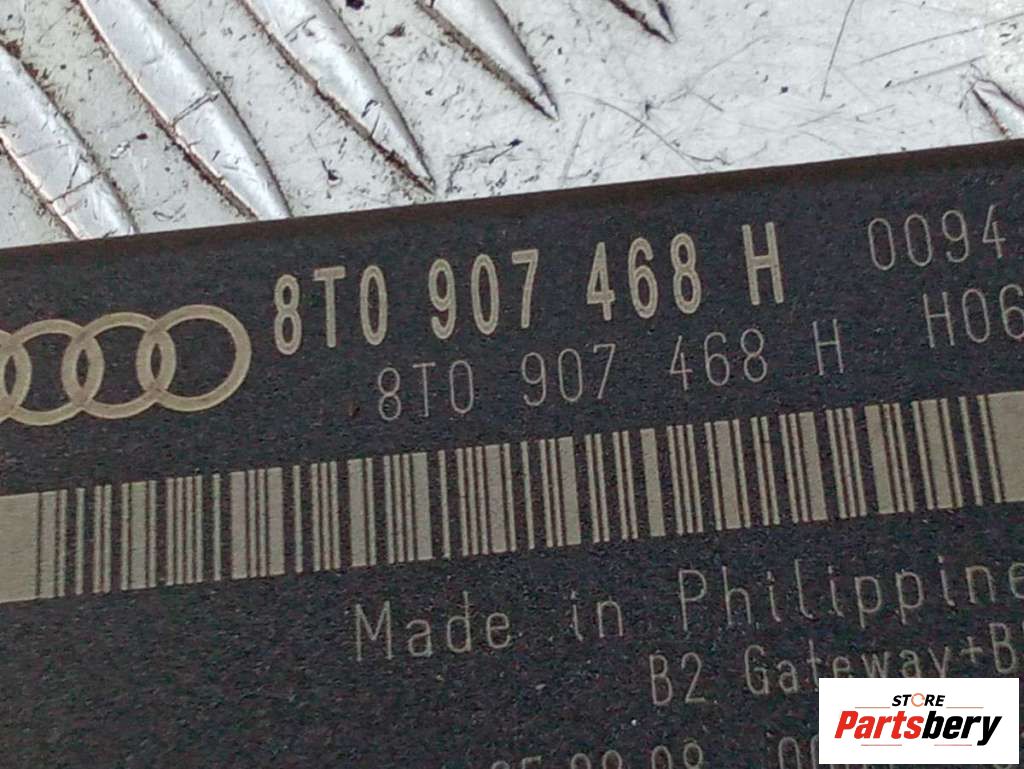 8T0 907 468 H 0094
8T0 907 468 H H06
Made in Philippine
B2 Gateway+B
STORE
Partsbery